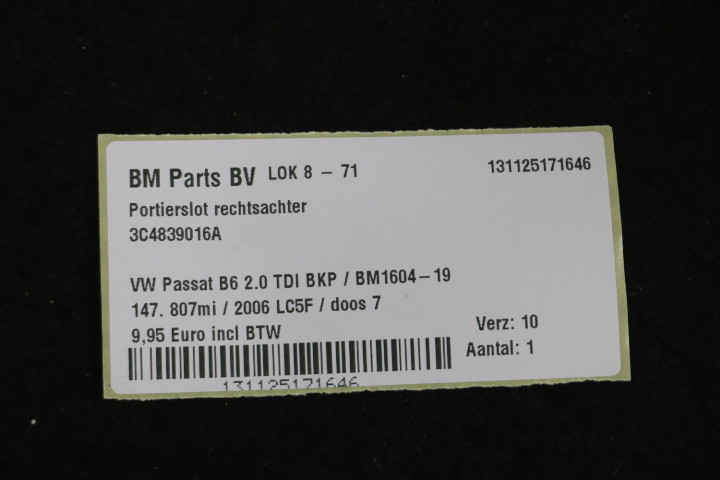 BM Parts BV LOK 8 – 71 131125171646
Portierslot rechtsachter
3C4839016A
VW Passat B6 2.0 TDI BKP / BM1604–19
147. 807mi / 2006 LC5F / doos 7
9,95 Euro incl BTW
Verz: 10
Aantal: 1
131125171646